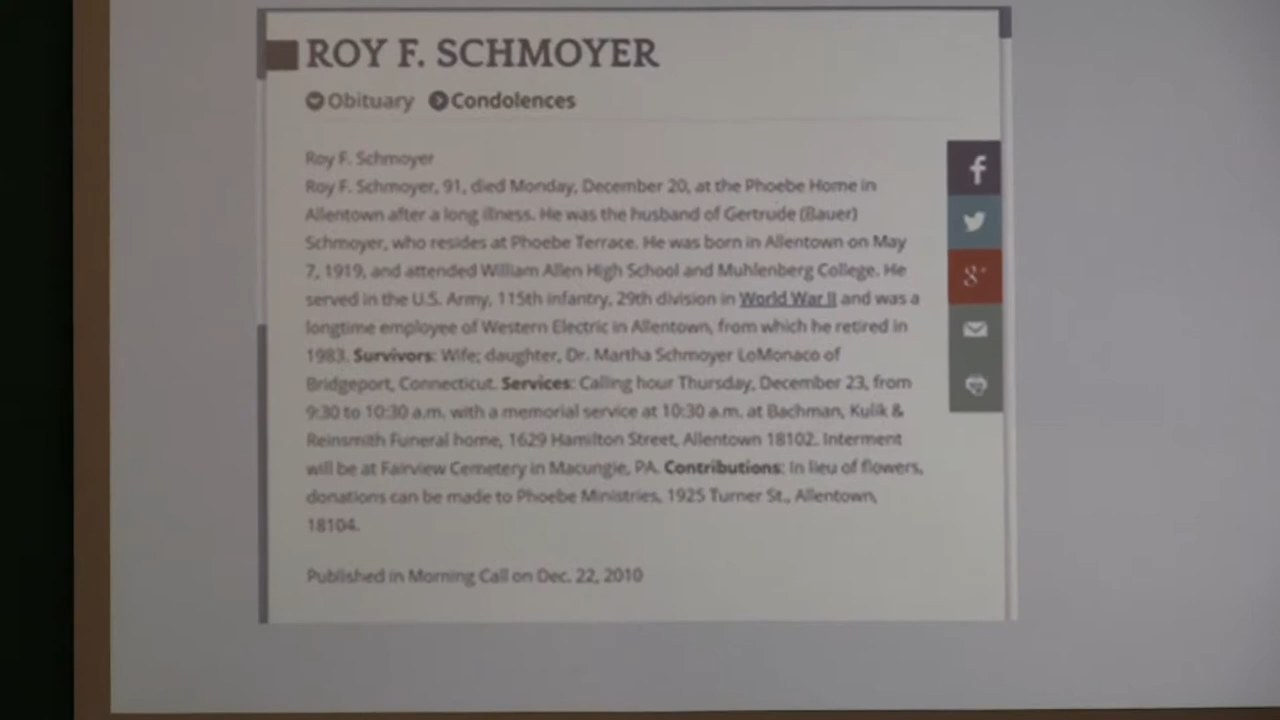 ROY F. SCHMOYER
Obituary Condolences
Roy F. Schmoyer
Roy F. Schmoyer, 91, died Monday, December 20, at the Phoebe Home in
Allentown after a long illness. He was the husband of Gertrude (Bauer)
Schmoyer, who resides at Phoebe Terrace. He was born in Allentown on May
7, 1919, and attended William Allen High School and Muhlenberg College. He
served in the U.S. Army, 115th infantry, 29th division in World War II and was a
longtime employee of Western Electric in Allentown, from which he retired in
1983. Survivors: Wife; daughter, Dr. Martha Schmoyer LoMonaco of
Bridgeport, Connecticut. Services: Calling hour Thursday, December 23, from
9:30 to 10:30 a.m. with a memorial service at 10:30 a.m. at Bachman, Kulik &
Reinsmith Funeral home, 1629 Hamilton Street, Allentown 18102. Interment
will be at Fairview Cemetery in Macungie, PA. Contributions: In lieu of flowers,
donations can be made to Phoebe Ministries, 1925 Turner St., Allentown,
18104.
Published in Morning Call on Dec. 22, 2010
f
g+